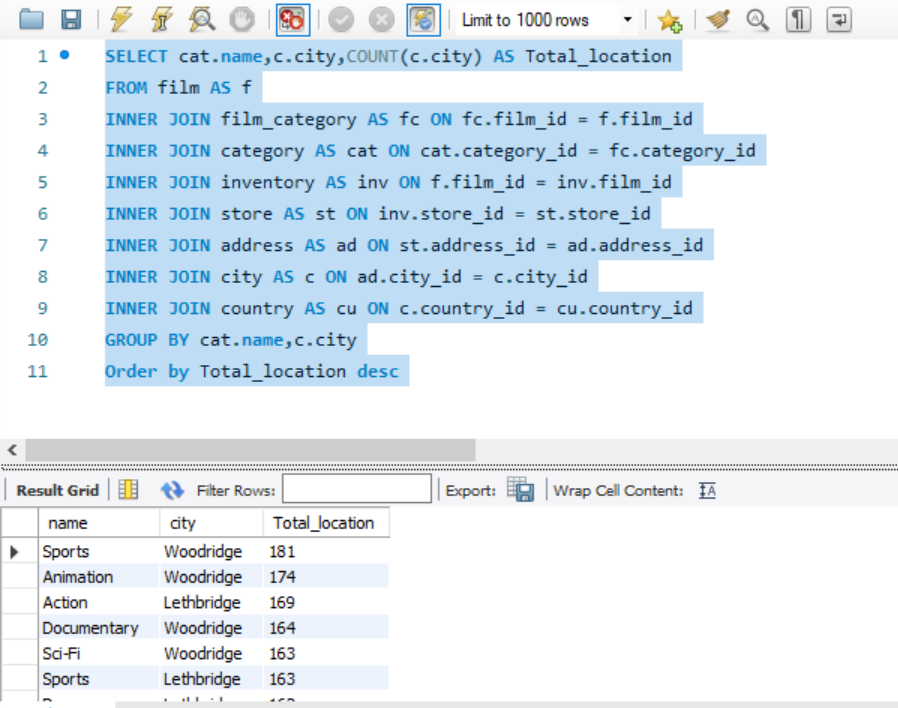 Limit to 1000 rows
1 SELECT cat.name,c.city,COUNT(c.city) AS Total_location
2 FROM film AS f
3 INNER JOIN film_category AS fc ON fc.film_id = f.film_id
4 INNER JOIN category AS cat ON cat.category_id = fc.category_id
5 INNER JOIN inventory AS inv ON f.film_id = inv.film_id
6 INNER JOIN store AS st ON inv.store_id = st.store_id
7 INNER JOIN address AS ad ON st.address_id = ad.address_id
8 INNER JOIN city AS c ON ad.city_id = c.city_id
9 INNER JOIN country AS cu ON c.country_id = cu.country_id
10 GROUP BY cat.name,c.city
11 Order by Total_location desc
Result Grid Filter Rows: Export: Wrap Cell Content: IA
name city Total_location
Sports Woodridge 181
Animation Woodridge 174
Action Lethbridge 169
Documentary Woodridge 164
Sci-Fi Woodridge 163
Sports Lethbridge 163